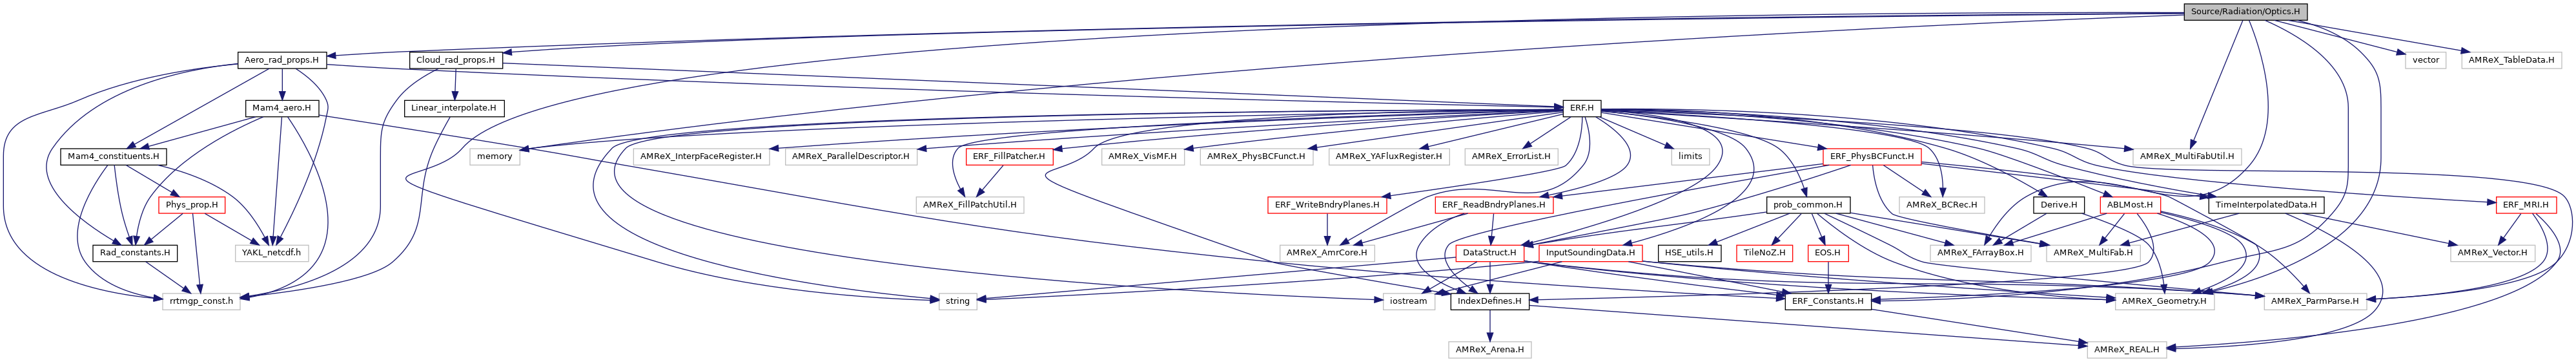 Source/Radiation/Optics.H
Aero_rad_props.H
Cloud_rad_props.H
vector
AMReX_TableData.H
Mam4_aero.H
Linear_interpolate.H
ERF.H
Mam4_constituents.H
memory
AMReX_InterpFaceRegister.H
AMReX_ParallelDescriptor.H
ERF_FillPatcher.H
AMReX_VisMF.H
AMReX_PhysBCFunct.H
AMReX_YAFluxRegister.H
AMReX_ErrorList.H
limits
ERF_PhysBCFunct.H
AMReX_MultiFabUtil.H
Phys_prop.H
AMReX_FillPatchUtil.H
ERF_WriteBndryPlanes.H
ERF_ReadBndryPlanes.H
prob_common.H
AMReX_BCRec.H
Derive.H
ABLMost.H
TimeInterpolatedData.H
ERF_MRI.H
Rad_constants.H
YAKL_netcdf.h
AMReX_AmrCore.H
DataStruct.H
InputSoundingData.H
HSE_utils.H
TileNoZ.H
EOS.H
AMReX_FArrayBox.H
AMReX_MultiFab.H
AMReX_Vector.H
rrtmgp_const.h
string
iostream
IndexDefines.H
ERF_Constants.H
AMReX_Geometry.H
AMReX_ParmParse.H
AMReX_Arena.H
AMReX_REAL.H